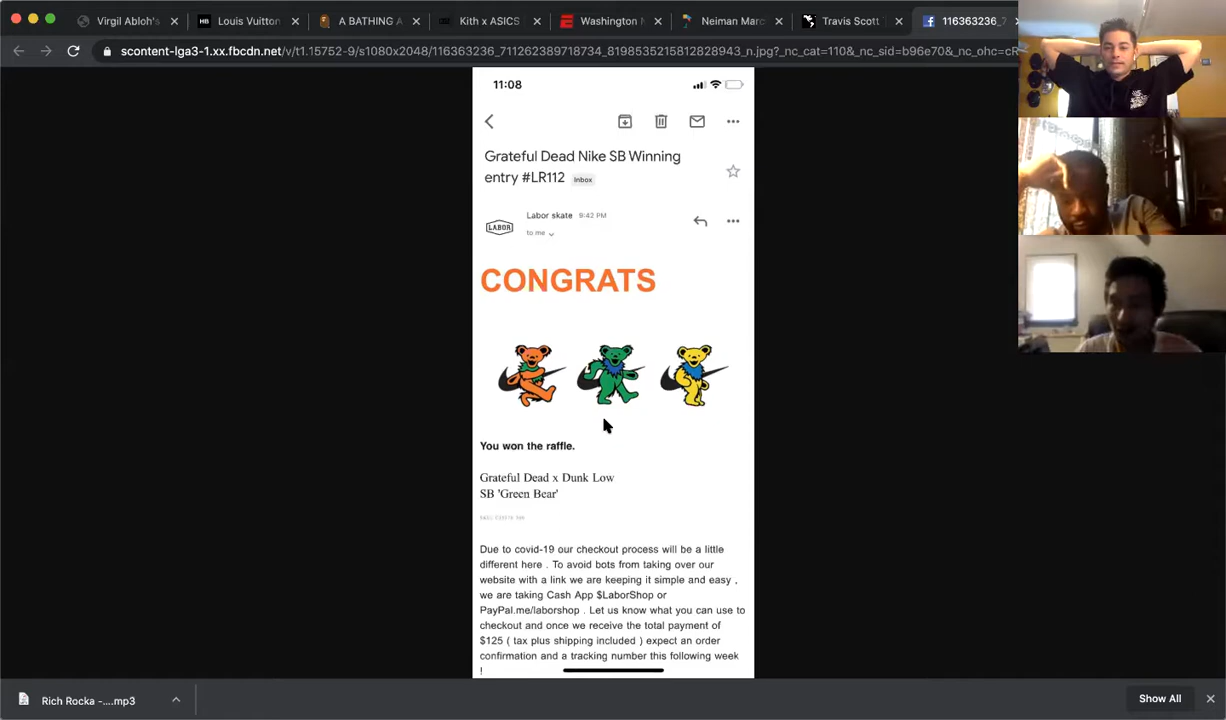 Virgil Abloh's
Louis Vuitton
A BATHING A
Kith x ASICS
Washington
Neiman Marc
Travis Scott
116363236_7
scontent-lga3-1.xx.fbcdn.net/v/t1.15752-9/s1080x2048/116363236_711262389718734_8198535215812828943_n.jpg?_nc_cat=110&_nc_sid=b96e70&_nc_ohc=cR
11:08
Grateful Dead Nike SB Winning
entry #LR112 Inbox
LABOR
Labor skate 9:42 PM
to me
CONGRATS
You won the raffle.
Grateful Dead x Dunk Low
SB 'Green Bear'
Due to covid-19 our checkout process will be a little
different here . To avoid bots from taking over our
website with a link we are keeping it simple and easy ,
we are taking Cash App $LaborShop or
PayPal.me/laborshop . Let us know what you can use to
checkout and once we receive the total payment of
$125 ( tax plus shipping included ) expect an order
confirmation and a tracking number this following week
!
Rich Rocka -....mp3
Show All